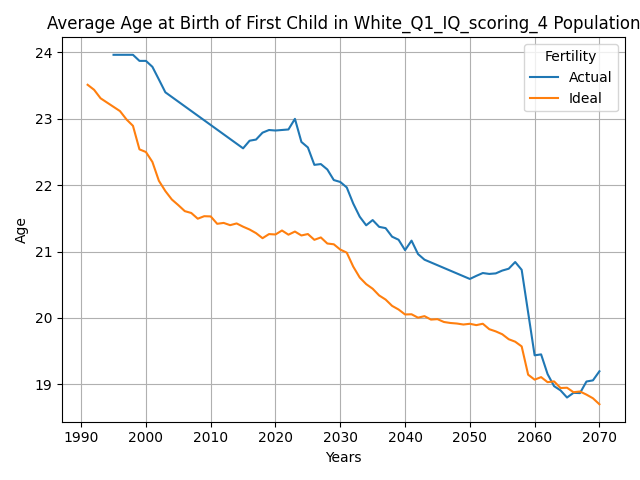 Average Age at Birth of First Child in White_Q1_IQ_scoring_4 Population
Fertility
Actual
Ideal
Age
24
23
22
21
20
19
1990 2000 2010 2020 2030 2040 2050 2060 2070
Years